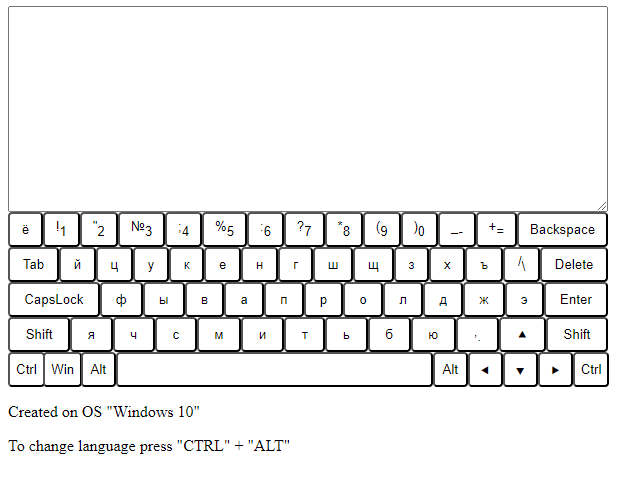 ё !1 "2 №3 ;4 %5 :6 ?7 *8 (9 )0 _- += Backspace
Tab й ц у к е н г ш щ з х ъ /\ Delete
CapsLock ф ы в а п р о л д ж э Enter
Shift я ч с м и т ь б ю ,. ▲ Shift
Ctrl Win Alt Alt ◄ ▼ ► Ctrl
Created on OS "Windows 10"
To change language press "CTRL" + "ALT"